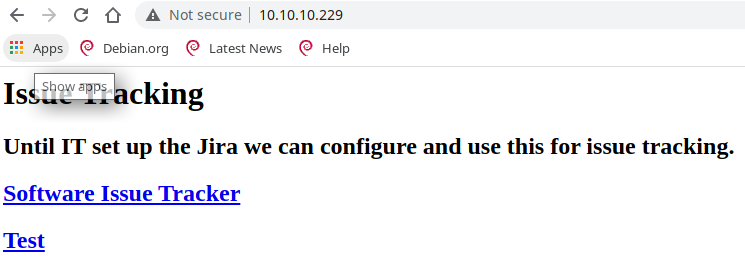 Not secure 10.10.10.229
Apps Debian.org Latest News Help
Show apps
Issue Tracking
Until IT set up the Jira we can configure and use this for issue tracking.
Software Issue Tracker
Test